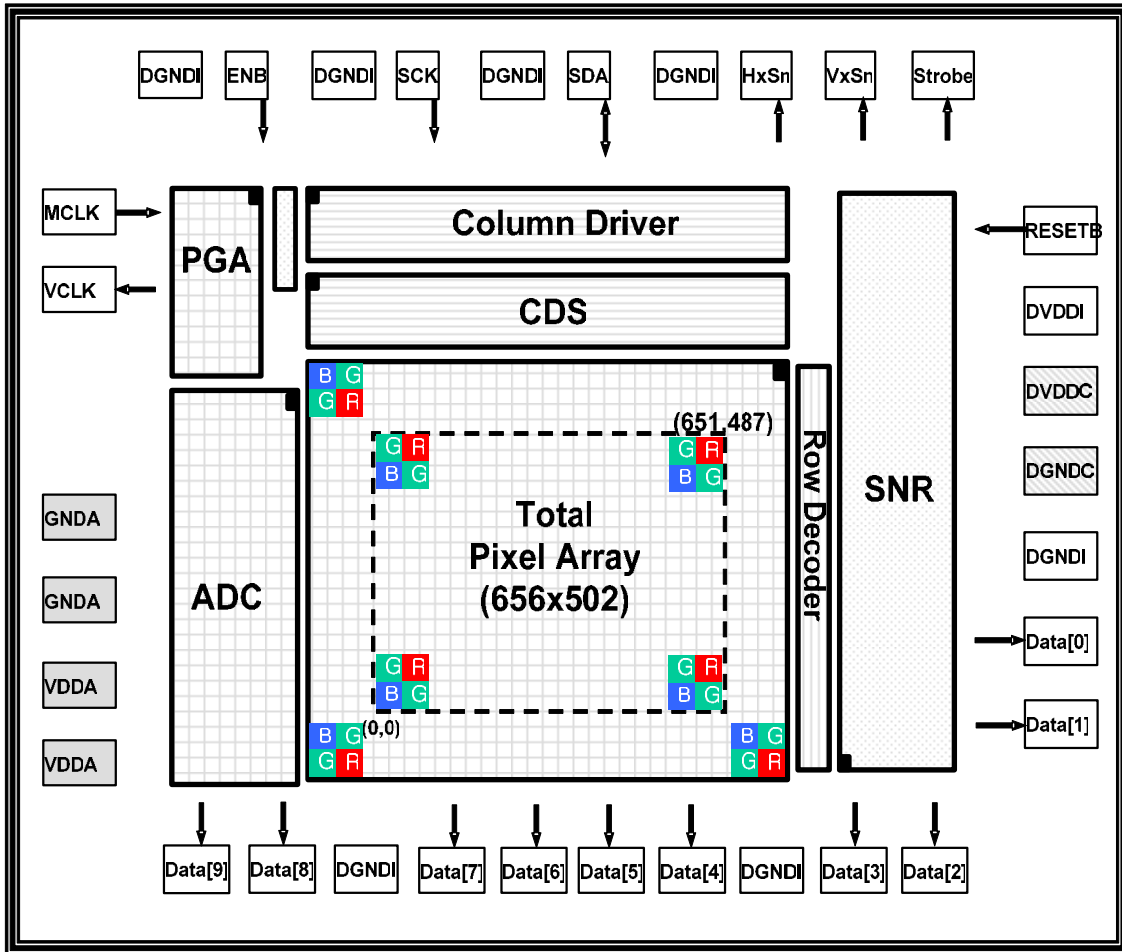 DGNDI ENB DGNDI SCK DGNDI SDA DGNDI HxSn VxSn Strobe
MCLK
VCLK
PGA
Column Driver
CDS
RESETB
DVDDI
DVDDC
DGNDC
DGNDI
Data[0]
Data[1]
SNR
Row Decoder
B G
G R
(651,487)
G R
B G
G R
B G
Total
Pixel Array
(656x502)
G R
B G
G R
B G
(0,0)
B G
G R
B G
G R
ADC
GNDA
GNDA
VDDA
VDDA
Data[9] Data[8] DGNDI Data[7] Data[6] Data[5] Data[4] DGNDI Data[3] Data[2]